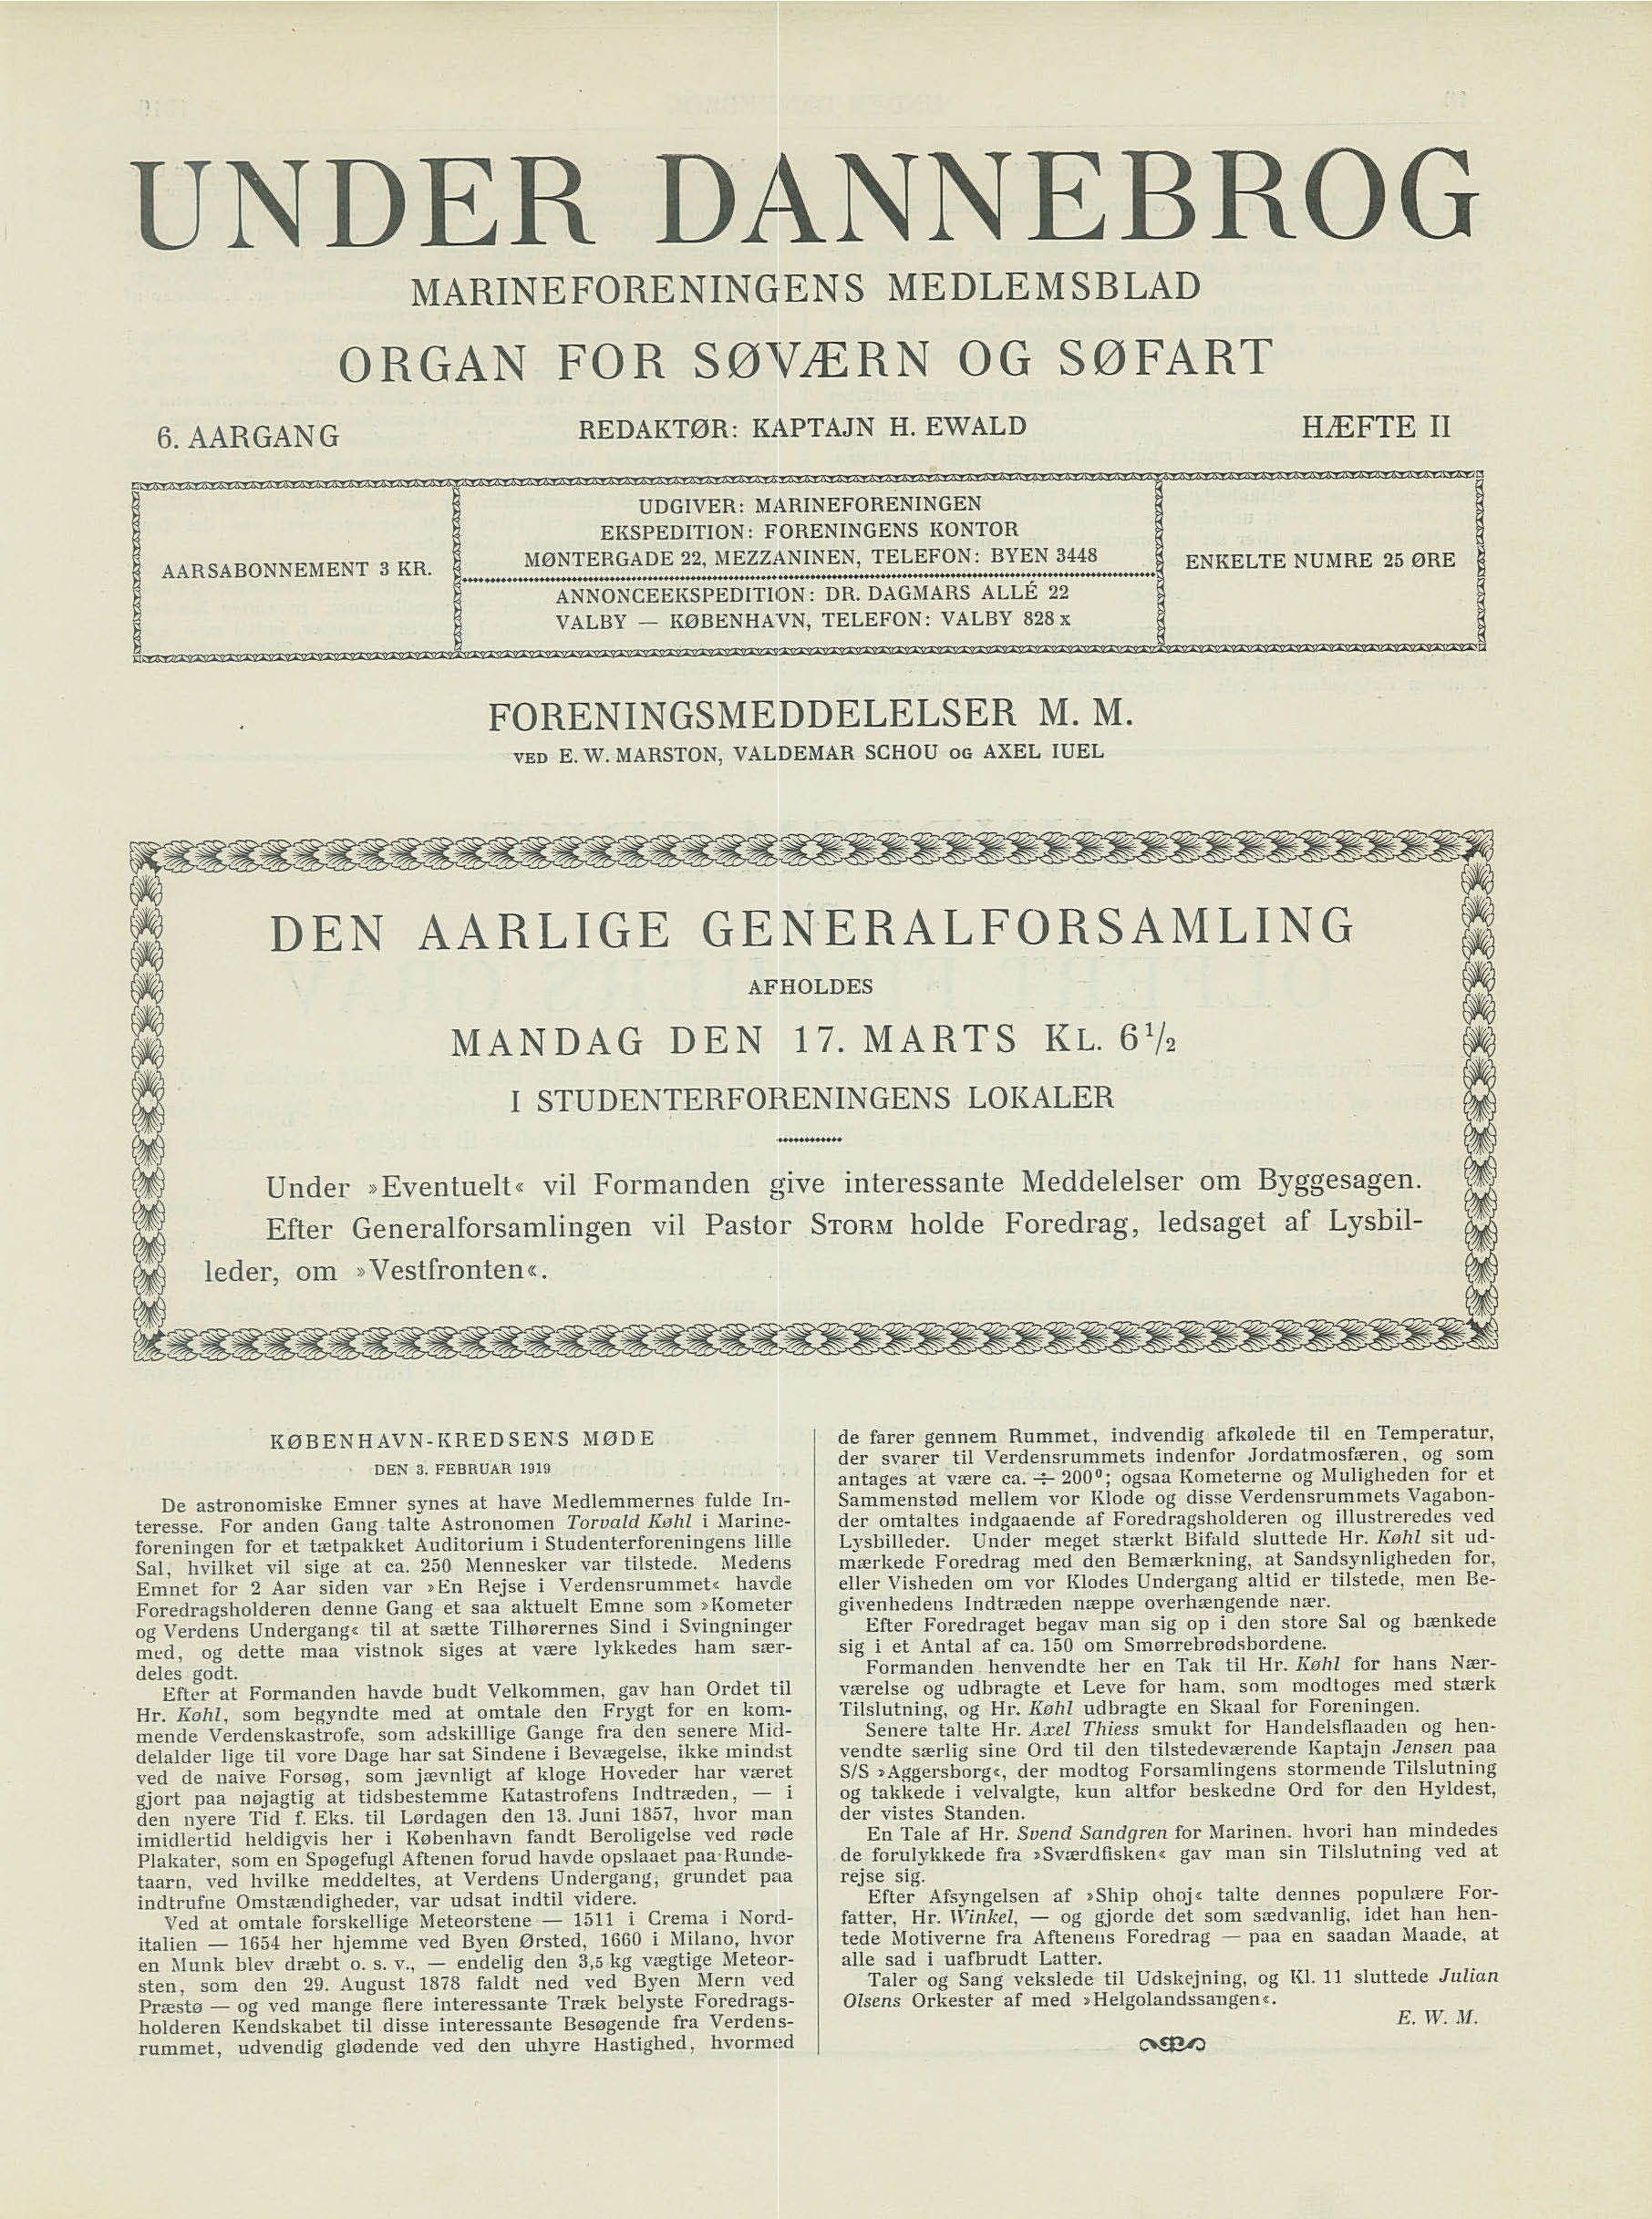 UNDER DANNEBROG
MARINEFORENINGENS MEDLEMSBLAD
ORGAN FOR SØVÆRN OG SØFART
6. AARGANG
REDAKTØR: KAPTAJN H. EWALD
HÆFTE II
AARSABONNEMENT 3 KR.
UDGIVER: MARINEFORENINGEN
EKSPEDITION: FORENINGENS KONTOR
MØNTERGADE 22, MEZZANINEN, TELEFON: BYEN 3448
ANNONCEEKSPEDITION: DR. DAGMARS ALLÉ 22
VALBY — KØBENHAVN, TELEFON: VALBY 828 x
ENKELTE NUMRE 25 ØRE
FORENINGSMEDDELELSER M. M.
VED E. W. MARSTON, VALDEMAR SCHOU OG AXEL IUEL
DEN AARLIGE GENERALFORSAMLING
AFHOLDES
MANDAG DEN 17. MARTS KL. 6 1/2
I STUDENTERFORENINGENS LOKALER
Under »Eventuelt« vil Formanden give interessante Meddelelser om Byggesagen.
Efter Generalforsamlingen vil Pastor STORM holde Foredrag, ledsaget af Lysbil-
leder, om »Vestfronten«.
KØBENHAVN-KREDSENS MØDE
DEN 3. FEBRUAR 1919
De astronomiske Emner synes at have Medlemmernes fulde In-
teresse. For anden Gang talte Astronomen Torvald Køhl i Marine-
foreningen for et tætpakket Auditorium i Studenterforeningens lille
Sal, hvilket vil sige at ca. 250 Mennesker var tilstede. Medens
Emnet for 2 Aar siden var »En Rejse i Verdensrummet« havde
Foredragsholderen denne Gang et saa aktuelt Emne som »Kometer
og Verdens Undergang« til at sætte Tilhørernes Sind i Svingninger
med, og dette maa vistnok siges at være lykkedes ham sær-
deles godt.
Efter at Formanden havde budt Velkommen, gav han Ordet til
Hr. Køhl, som begyndte med at omtale den Frygt for en kom-
mende Verdenskastrofe, som adskillige Gange fra den senere Mid-
delalder lige til vore Dage har sat Sindene i Bevægelse, ikke mindst
ved de naive Forsøg, som jævnligt af kloge Hoveder har været
gjort paa nøjagtig at tidsbestemme Katastrofens Indtræden, — i
den nyere Tid f. Eks. til Lørdagen den 13. Juni 1857, hvor man
imidlertid heldigvis her i København fandt Beroligelse ved røde
Plakater, som en Spøgefugl Aftenen forud havde opslaaet paa Runde-
taarn, ved hvilke meddeltes, at Verdens Undergang, grundet paa
indtrufne Omstændigheder, var udsat indtil videre.
Ved at omtale forskellige Meteorstene — 1511 i Crema i Nord-
italien — 1654 her hjemme ved Byen Ørsted, 1660 i Milano, hvor
en Munk blev dræbt o. s. v., — endelig den 3,5 kg vægtige Meteor-
sten, som den 29. August 1878 faldt ned ved Byen Mern ved
Præstø — og ved mange flere interessante Træk belyste Foredrags-
holderen Kendskabet til disse interessante Besøgende fra Verdens-
rummet, udvendig glødende ved den uhyre Hastighed, hvormed
de farer gennem Rummet, indvendig afkølede til en Temperatur,
der svarer til Verdensrummets indenfor Jordatmosfæren, og som
antages at være ca. ÷ 200°; ogsaa Kometerne og Muligheden for et
Sammenstød mellem vor Klode og disse Verdensrummets Vagabon-
der omtaltes indgaaende af Foredragsholderen og illustreredes ved
Lysbilleder. Under meget stærkt Bifald sluttede Hr. Køhl sit ud-
mærkede Foredrag med den Bemærkning, at Sandsynligheden for,
eller Visheden om vor Klodes Undergang altid er tilstede, men Be-
givenhedens Indtræden næppe overhængende nær.
Efter Foredraget begav man sig op i den store Sal og bænkede
sig i et Antal af ca. 150 om Smørrebrødsbordene.
Formanden henvendte her en Tak til Hr. Køhl for hans Nær-
værelse og udbragte et Leve for ham, som modtoges med stærk
Tilslutning, og Hr. Køhl udbragte en Skaal for Foreningen.
Senere talte Hr. Axel Thiess smukt for Handelsflaaden og hen-
vendte særlig sine Ord til den tilstedeværende Kaptajn Jensen paa
S/S »Aggersborg«, der modtog Forsamlingens stormende Tilslutning
og takkede i velvalgte, kun altfor beskedne Ord for den Hyldest,
der vistes Standen.
En Tale af Hr. Svend Sandgren for Marinen. hvori han mindedes
de forulykkede fra »Sværdfisken« gav man sin Tilslutning ved at
rejse sig.
Efter Afsyngelsen af »Ship ohoj« talte dennes populære For-
fatter, Hr. Winkel, — og gjorde det som sædvanlig, idet han hen-
tede Motiverne fra Aftenens Foredrag — paa en saadan Maade, at
alle sad i uafbrudt Latter.
Taler og Sang vekslede til Udskejning, og Kl. 11 sluttede Julian
Olsens Orkester af med »Helgolandssangen«.
E. W. M.